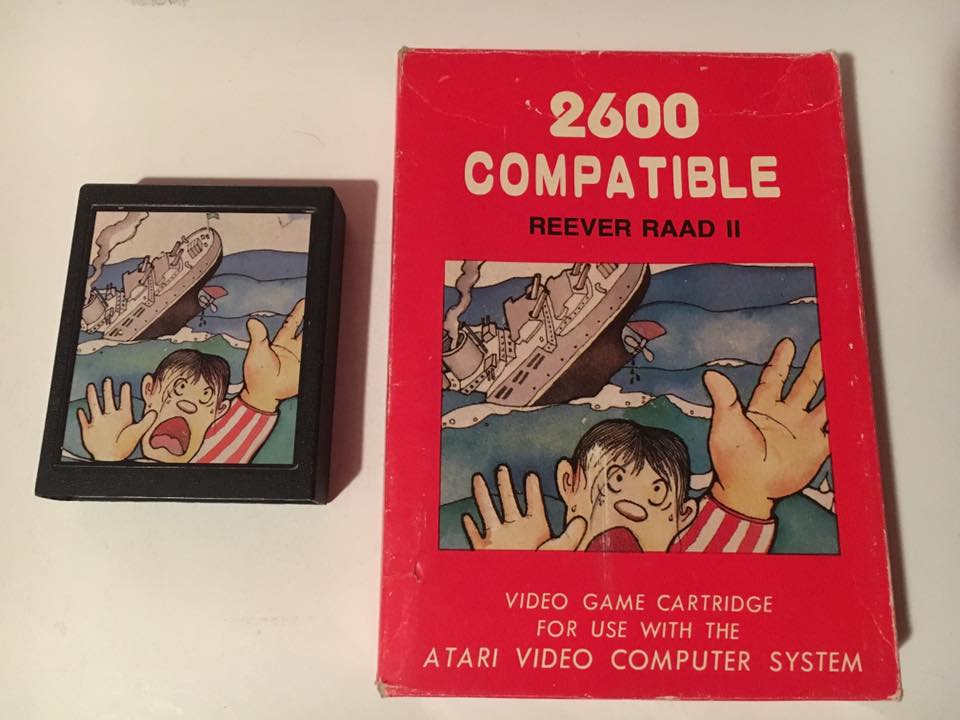 2600
COMPATIBLE
REEVER RAAD II
VIDEO GAME CARTRIDGE
FOR USE WITH THE
ATARI VIDEO COMPUTER SYSTEM